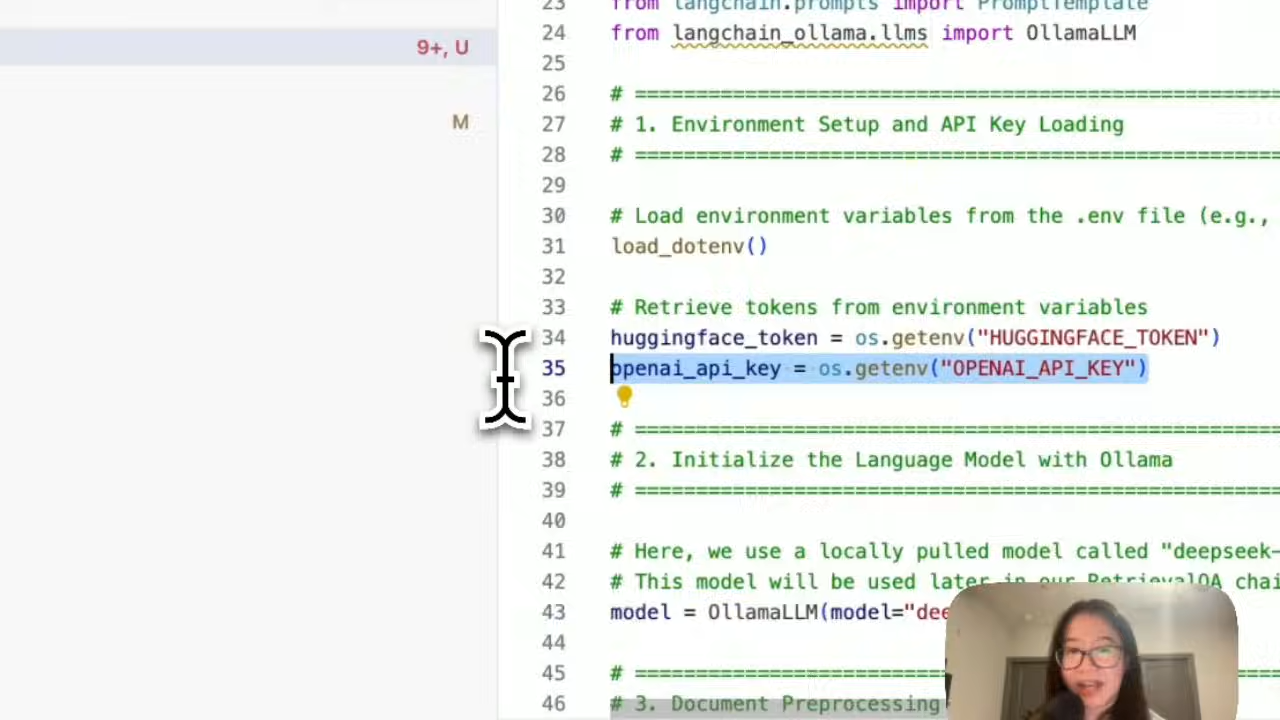 9+, U
M
23 from langchain.prompts import PromptTemplate
24 from langchain_ollama.llms import OllamaLLM
25
26 # ====================================================
27 # 1. Environment Setup and API Key Loading
28 # ====================================================
29
30 # Load environment variables from the .env file (e.g.,
31 load_dotenv()
32
33 # Retrieve tokens from environment variables
34 huggingface_token = os.getenv("HUGGINGFACE_TOKEN")
35 openai_api_key = os.getenv("OPENAI_API_KEY")
36
37 # ====================================================
38 # 2. Initialize the Language Model with Ollama
39 # ====================================================
40
41 # Here, we use a locally pulled model called "deepseek-
42 # This model will be used later in our RetrievalQA chai
43 model = OllamaLLM(model="dee
44
45 # ===========================
46 # 3. Document Preprocessing